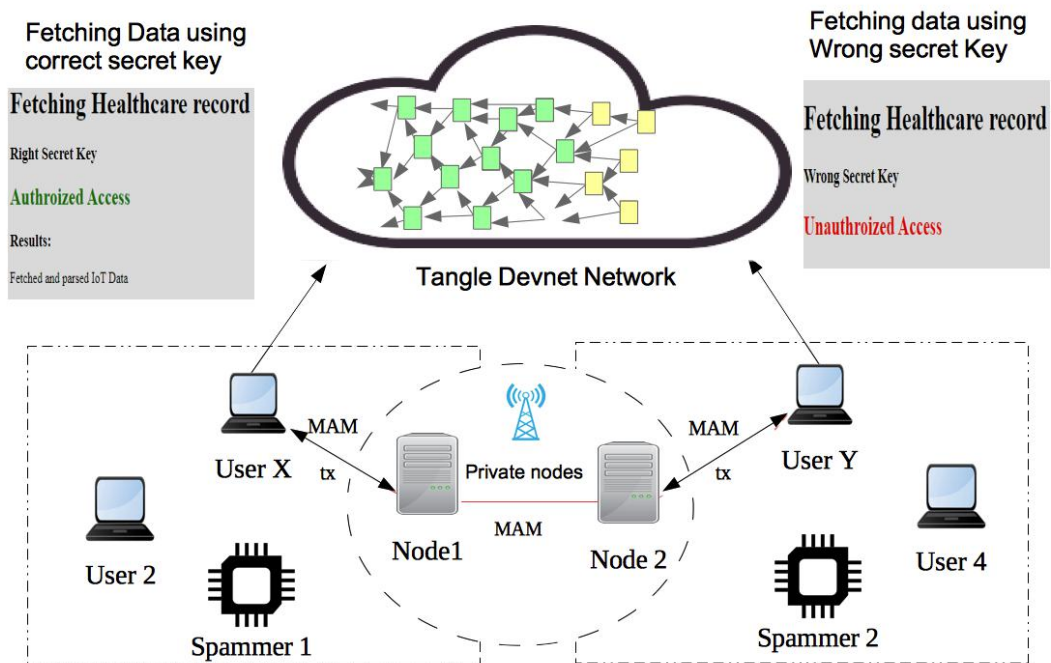 Fetching Data using
correct secret key
Fetching Healthcare record
Right Secret Key
Authroized Access
Results:
Fetched and parsed IoT Data
Fetching data using
Wrong secret Key
Fetching Healthcare record
Wrong Secret Key
Unauthroized Access
Tangle Devnet Network
MAM
tx
User X
User 2
Spammer 1
Private nodes
MAM
Node1
Node 2
MAM
tx
User Y
User 4
Spammer 2